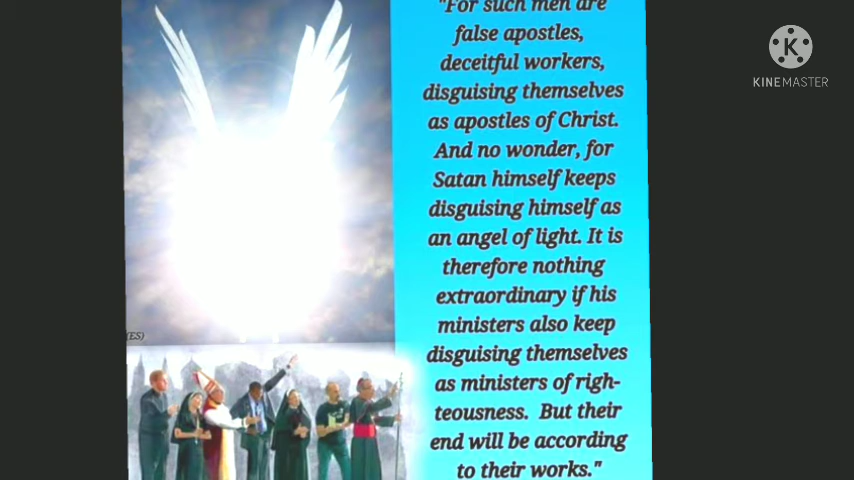 "For such men are
false apostles,
deceitful workers,
disguising themselves
as apostles of Christ.
And no wonder, for
Satan himself keeps
disguising himself as
an angel of light. It is
therefore nothing
extraordinary if his
ministers also keep
disguising themselves
as ministers of righ-
teousness. But their
end will be according
to their works."
(ES)
K
KINEMASTER